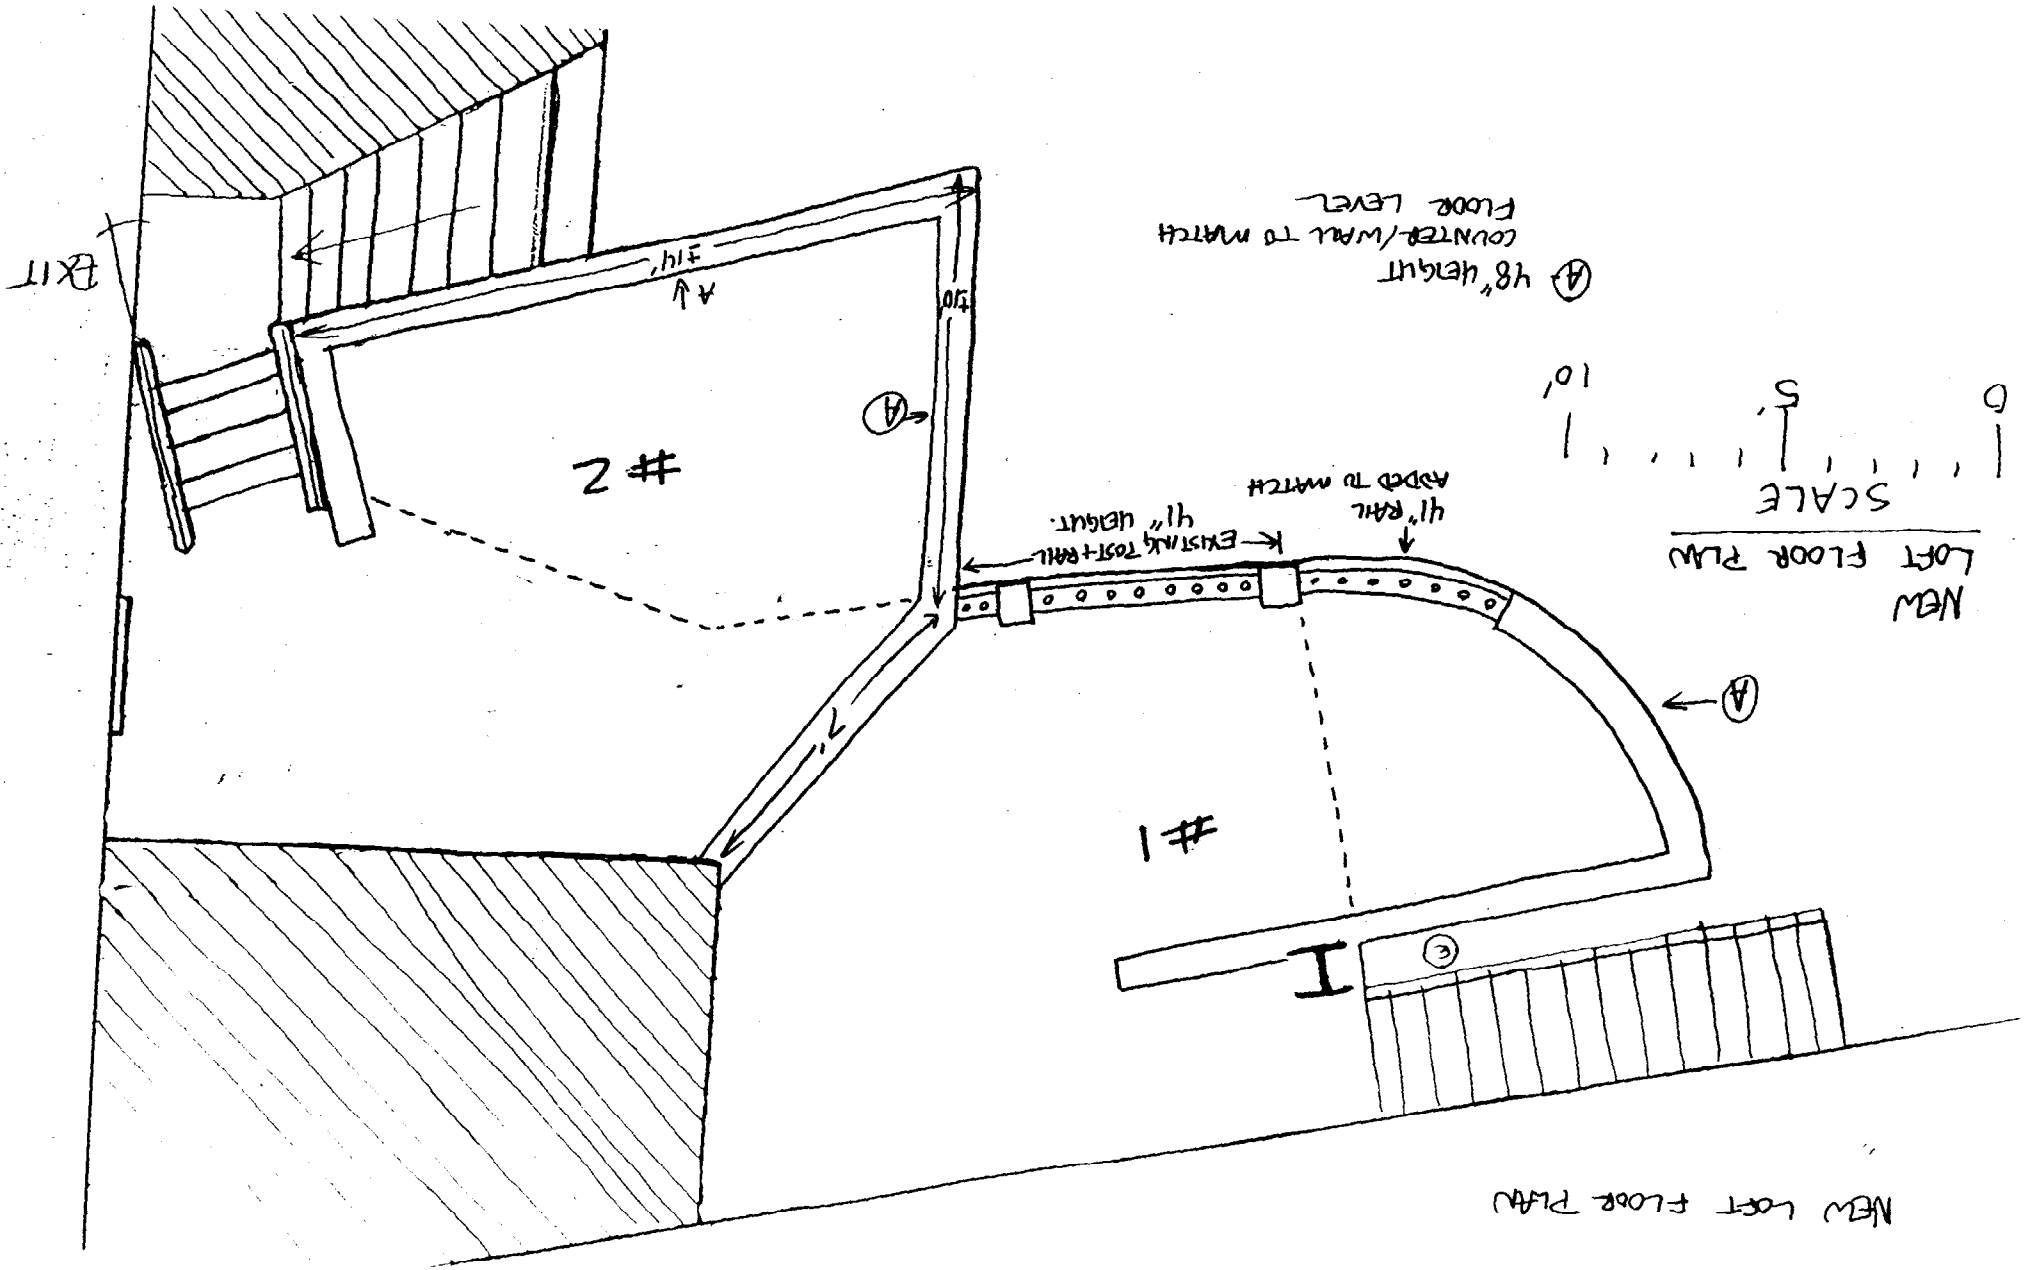 NEW LOFT FLOOR PLAN
#1
A
7'
NEW
LOFT FLOOR PLAN
SCALE
0 5' 10'
41" RAIL
ADDED TO MATCH
EXISTING POST+RAIL
41" HEIGHT.
#2
A
A 48" HEIGHT
COUNTER/WALL TO MATCH
FLOOR LEVEL
±10'
A
±14'
EXIT